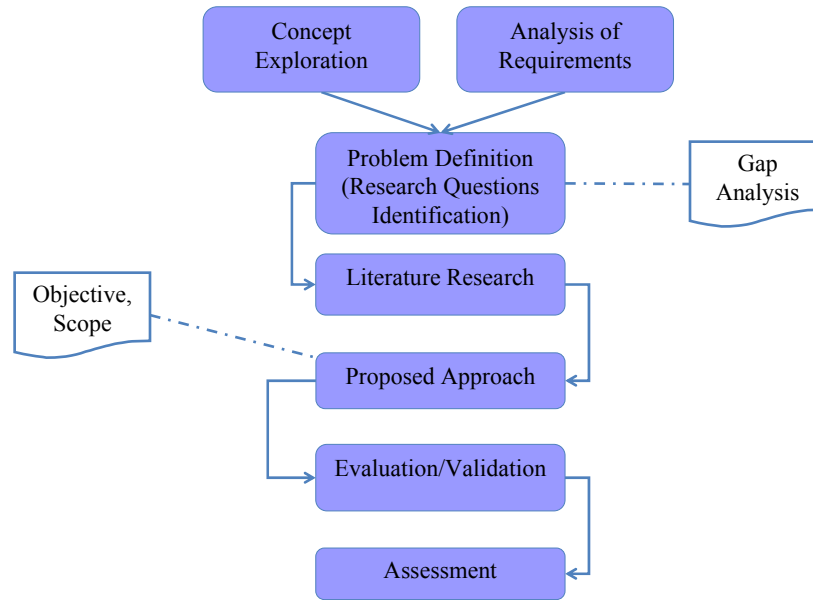 Concept
Exploration
Analysis of
Requirements
Problem Definition
(Research Questions
Identification)
Gap
Analysis
Literature Research
Objective,
Scope
Proposed Approach
Evaluation/Validation
Assessment